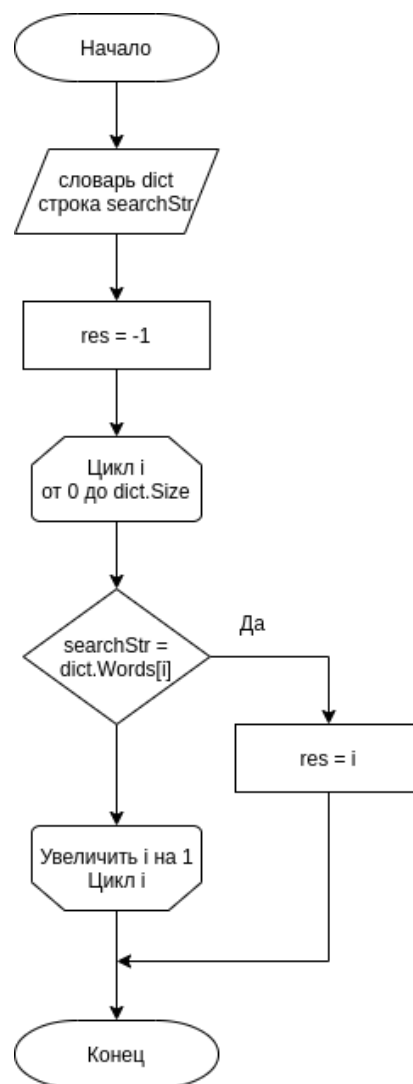 Начало
словарь dict
строка searchStr
res = -1
Цикл i
от 0 до dict.Size
searchStr =
dict.Words[i]
Да
res = i
Увеличить i на 1
Цикл i
Конец